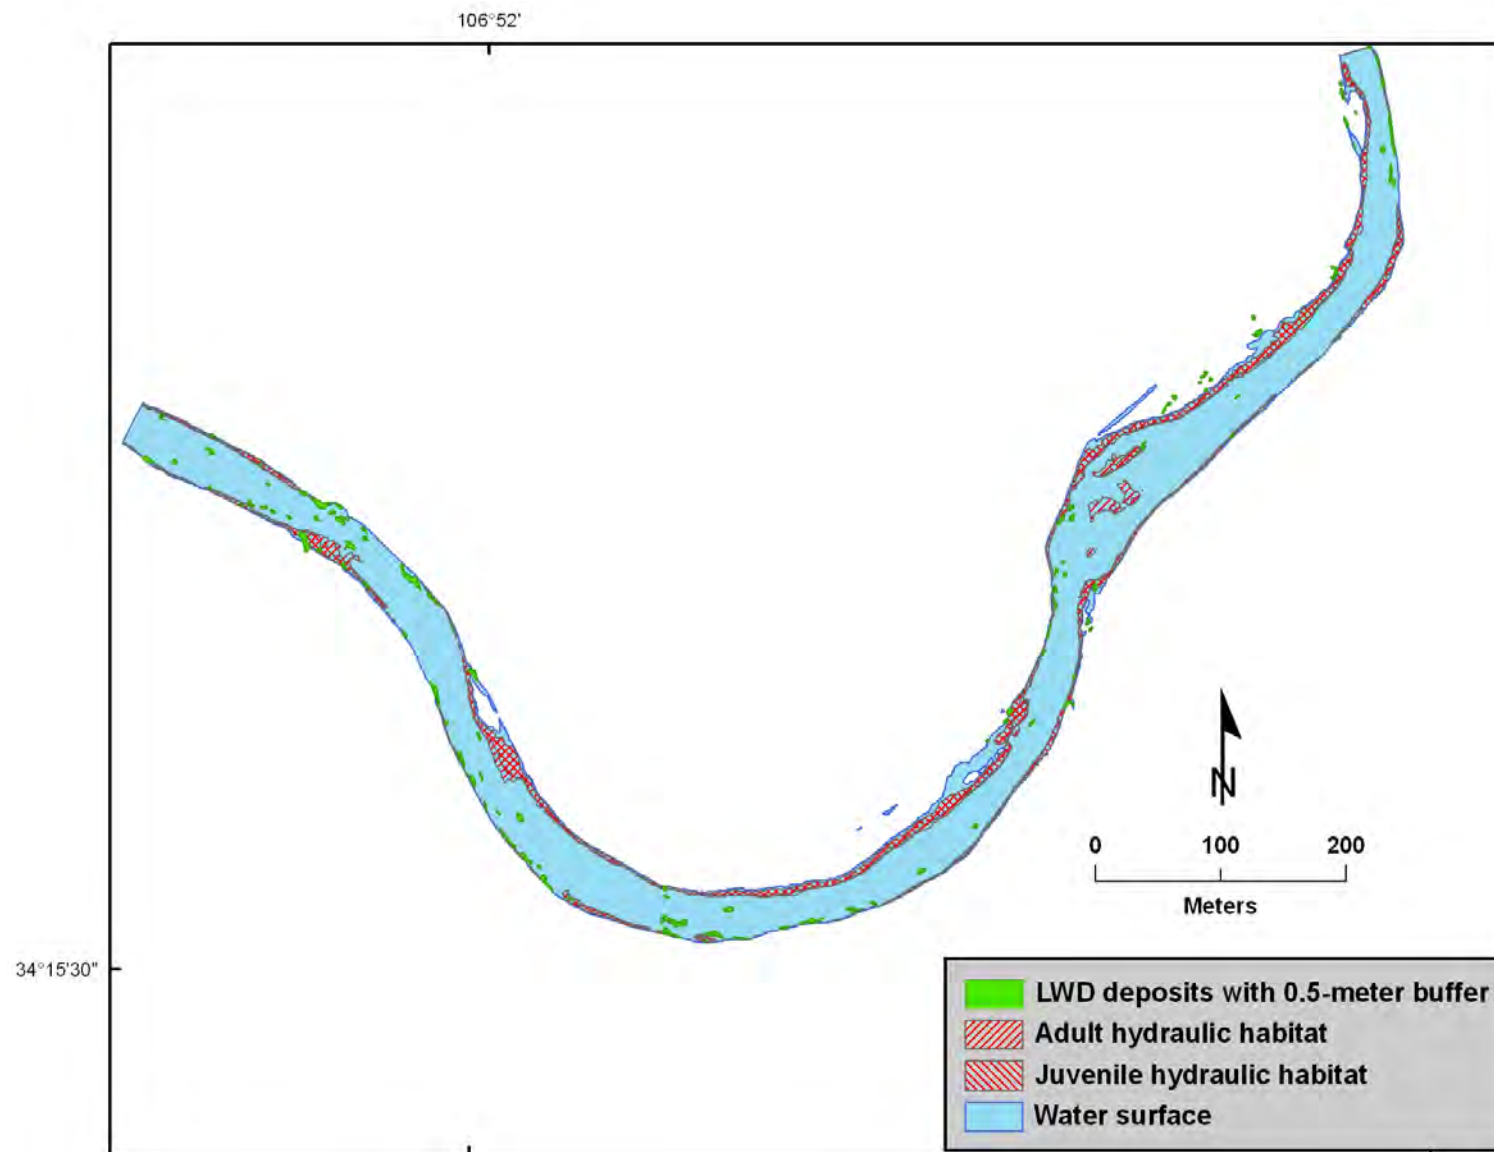 106°52'
N
0 100 200
Meters
34°15'30"
LWD deposits with 0.5-meter buffer
Adult hydraulic habitat
Juvenile hydraulic habitat
Water surface